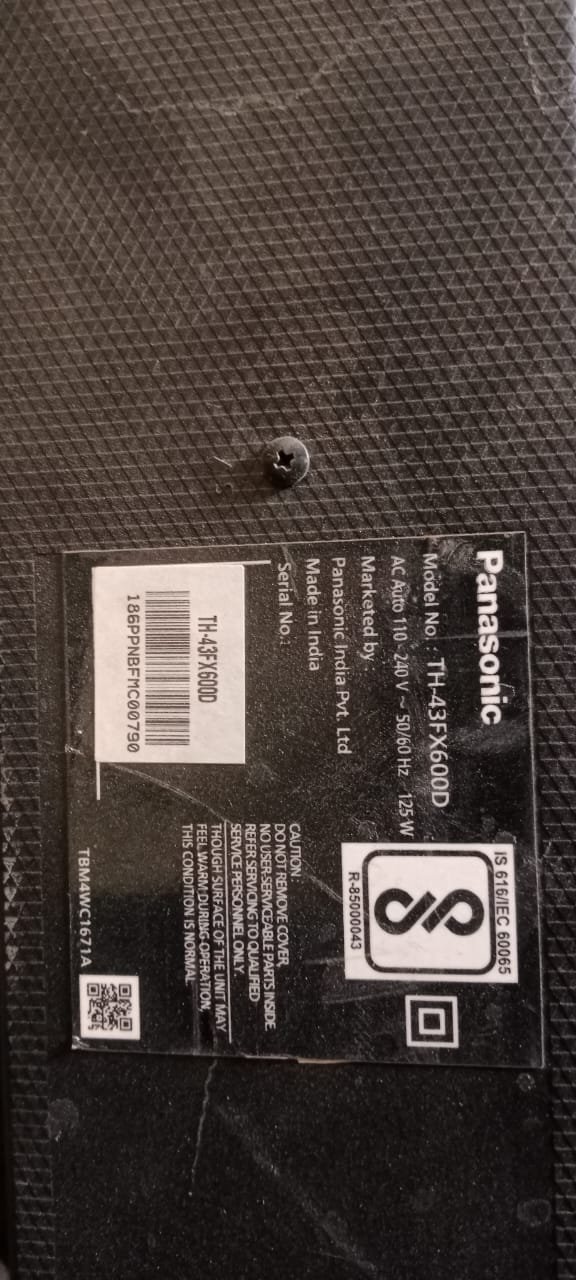 Panasonic
Model No. : TH-43FX600D
AC Auto 110 -240 V ~ 50/60 Hz 125 W
Marketed by :
Panasonic India Pvt. Ltd
Made in India
Serial No.:
TH-43FX600D
186PPNBFMC00790
IS 616/IEC 60065
R-85000043
CAUTION :
DO NOT REMOVE COVER.
NO USER-SERVICEABLE PARTS INSIDE.
REFER SERVICING TO QUALIFIED
SERVICE PERSONNEL ONLY.
THOUGH SURFACE OF THE UNIT MAY
FEEL WARM DURING OPERATION,
THIS CONDITION IS NORMAL.
TBM4WC1671A